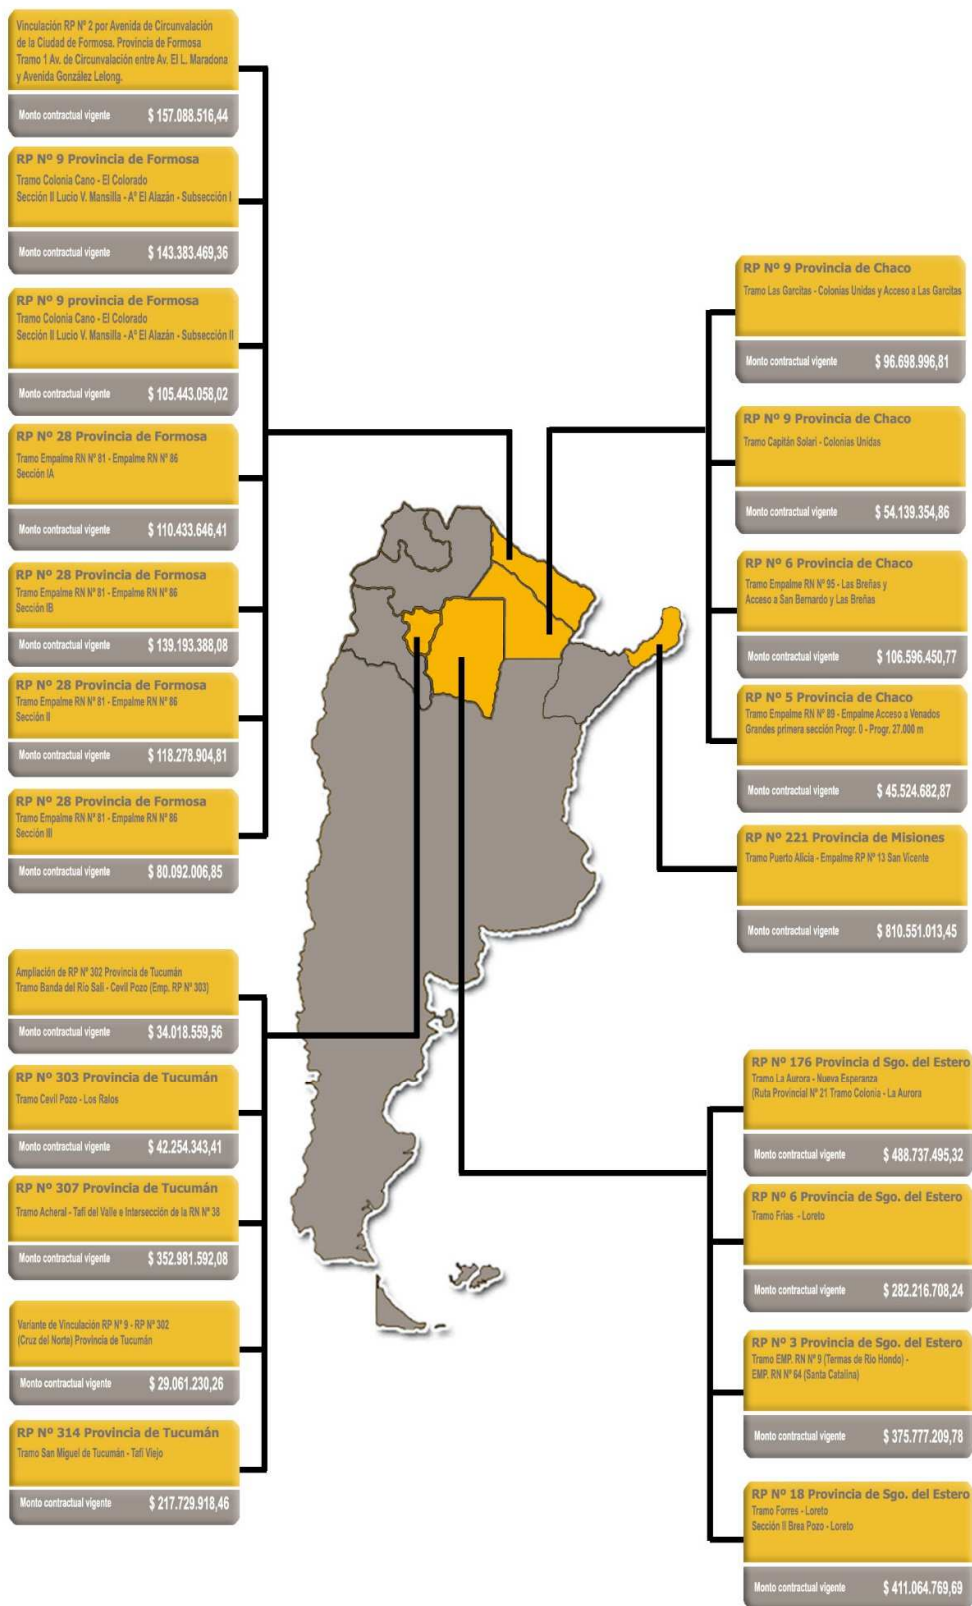 Vinculación RP Nº 2 por Avenida de Circunvalación
de la Ciudad de Formosa. Provincia de Formosa
Tramo 1 Av. de Circunvalación entre Av. El L. Maradona
y Avenida González Lelong.
Monto contractual vigente $ 157.088.516,44
RP Nº 9 Provincia de Formosa
Tramo Colonia Cano - El Colorado
Sección II Lucio V. Mansilla - Aº El Alazán - Subsección I
Monto contractual vigente $ 143.383.469,36
RP Nº 9 provincia de Formosa
Tramo Colonia Cano - El Colorado
Sección II Lucio V. Mansilla - Aº El Alazán - Subsección II
Monto contractual vigente $ 105.443.058,02
RP Nº 28 Provincia de Formosa
Tramo Empalme RN Nº 81 - Empalme RN Nº 86
Sección IA
Monto contractual vigente $ 110.433.646,41
RP Nº 28 Provincia de Formosa
Tramo Empalme RN Nº 81 - Empalme RN Nº 86
Sección IB
Monto contractual vigente $ 139.193.388,08
RP Nº 28 Provincia de Formosa
Tramo Empalme RN Nº 81 - Empalme RN Nº 86
Sección II
Monto contractual vigente $ 118.278.904,81
RP Nº 28 Provincia de Formosa
Tramo Empalme RN Nº 81 - Empalme RN Nº 86
Sección III
Monto contractual vigente $ 80.092.006,85
Ampliación de RP Nº 302 Provincia de Tucumán
Tramo Banda del Río Sali - Cevil Pozo (Emp. RP Nº 303)
Monto contractual vigente $ 34.018.559,56
RP Nº 303 Provincia de Tucumán
Tramo Cevil Pozo - Los Ralos
Monto contractual vigente $ 42.254.343,41
RP Nº 307 Provincia de Tucumán
Tramo Acheral - Tafí del Valle e Intersección de la RN Nº 38
Monto contractual vigente $ 352.981.592,08
Variante de Vinculación RP Nº 9 - RP Nº 302
(Cruz del Norte) Provincia de Tucumán
Monto contractual vigente $ 29.061.230,26
RP Nº 314 Provincia de Tucumán
Tramo San Miguel de Tucumán - Tafí Viejo
Monto contractual vigente $ 217.729.918,46
RP Nº 9 Provincia de Chaco
Tramo Las Garcitas - Colonias Unidas y Acceso a Las Garcitas
Monto contractual vigente $ 96.698.996,81
RP Nº 9 Provincia de Chaco
Tramo Capitán Solari - Colonias Unidas
Monto contractual vigente $ 54.139.354,86
RP Nº 6 Provincia de Chaco
Tramo Empalme RN Nº 95 - Las Breñas y
Acceso a San Bernardo y Las Breñas
Monto contractual vigente $ 106.596.450,77
RP Nº 5 Provincia de Chaco
Tramo Empalme RN Nº 89 - Empalme Acceso a Venados
Grandes primera sección Progr. 0 - Progr. 27.000 m
Monto contractual vigente $ 45.524.682,87
RP Nº 221 Provincia de Misiones
Tramo Puerto Alicia - Empalme RP Nº 13 San Vicente
Monto contractual vigente $ 810.551.013,45
RP Nº 176 Provincia d Sgo. del Estero
Tramo La Aurora - Nueva Esperanza
(Ruta Provincial Nº 21 Tramo Colonia - La Aurora
Monto contractual vigente $ 488.737.495,32
RP Nº 6 Provincia de Sgo. del Estero
Tramo Frías - Loreto
Monto contractual vigente $ 282.216.708,24
RP Nº 3 Provincia de Sgo. del Estero
Tramo EMP. RN Nº 9 (Termas de Río Hondo) -
EMP. RN Nº 64 (Santa Catalina)
Monto contractual vigente $ 375.777.209,78
RP Nº 18 Provincia de Sgo. del Estero
Tramo Forres - Loreto
Sección II Brea Pozo - Loreto
Monto contractual vigente $ 411.064.769,69